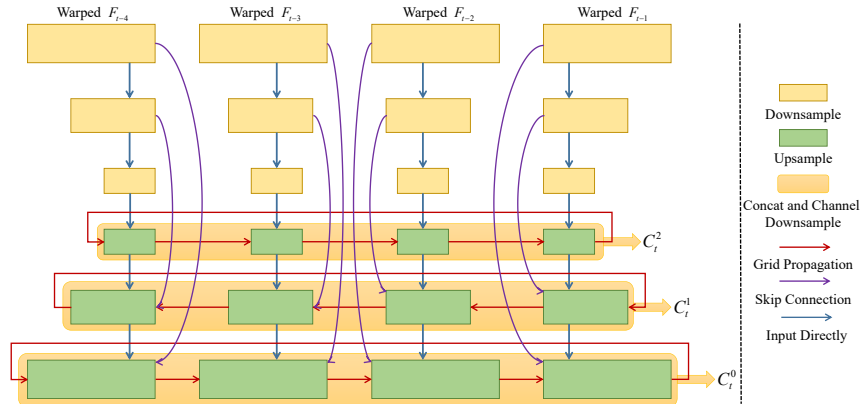 Warped F_{t-4} Warped F_{t-3} Warped F_{t-2} Warped F_{t-1}
Downsample
Upsample
Concat and Channel
Downsample
C_t^2
Grid Propagation
C_t^1
Skip Connection
Input Directly
C_t^0